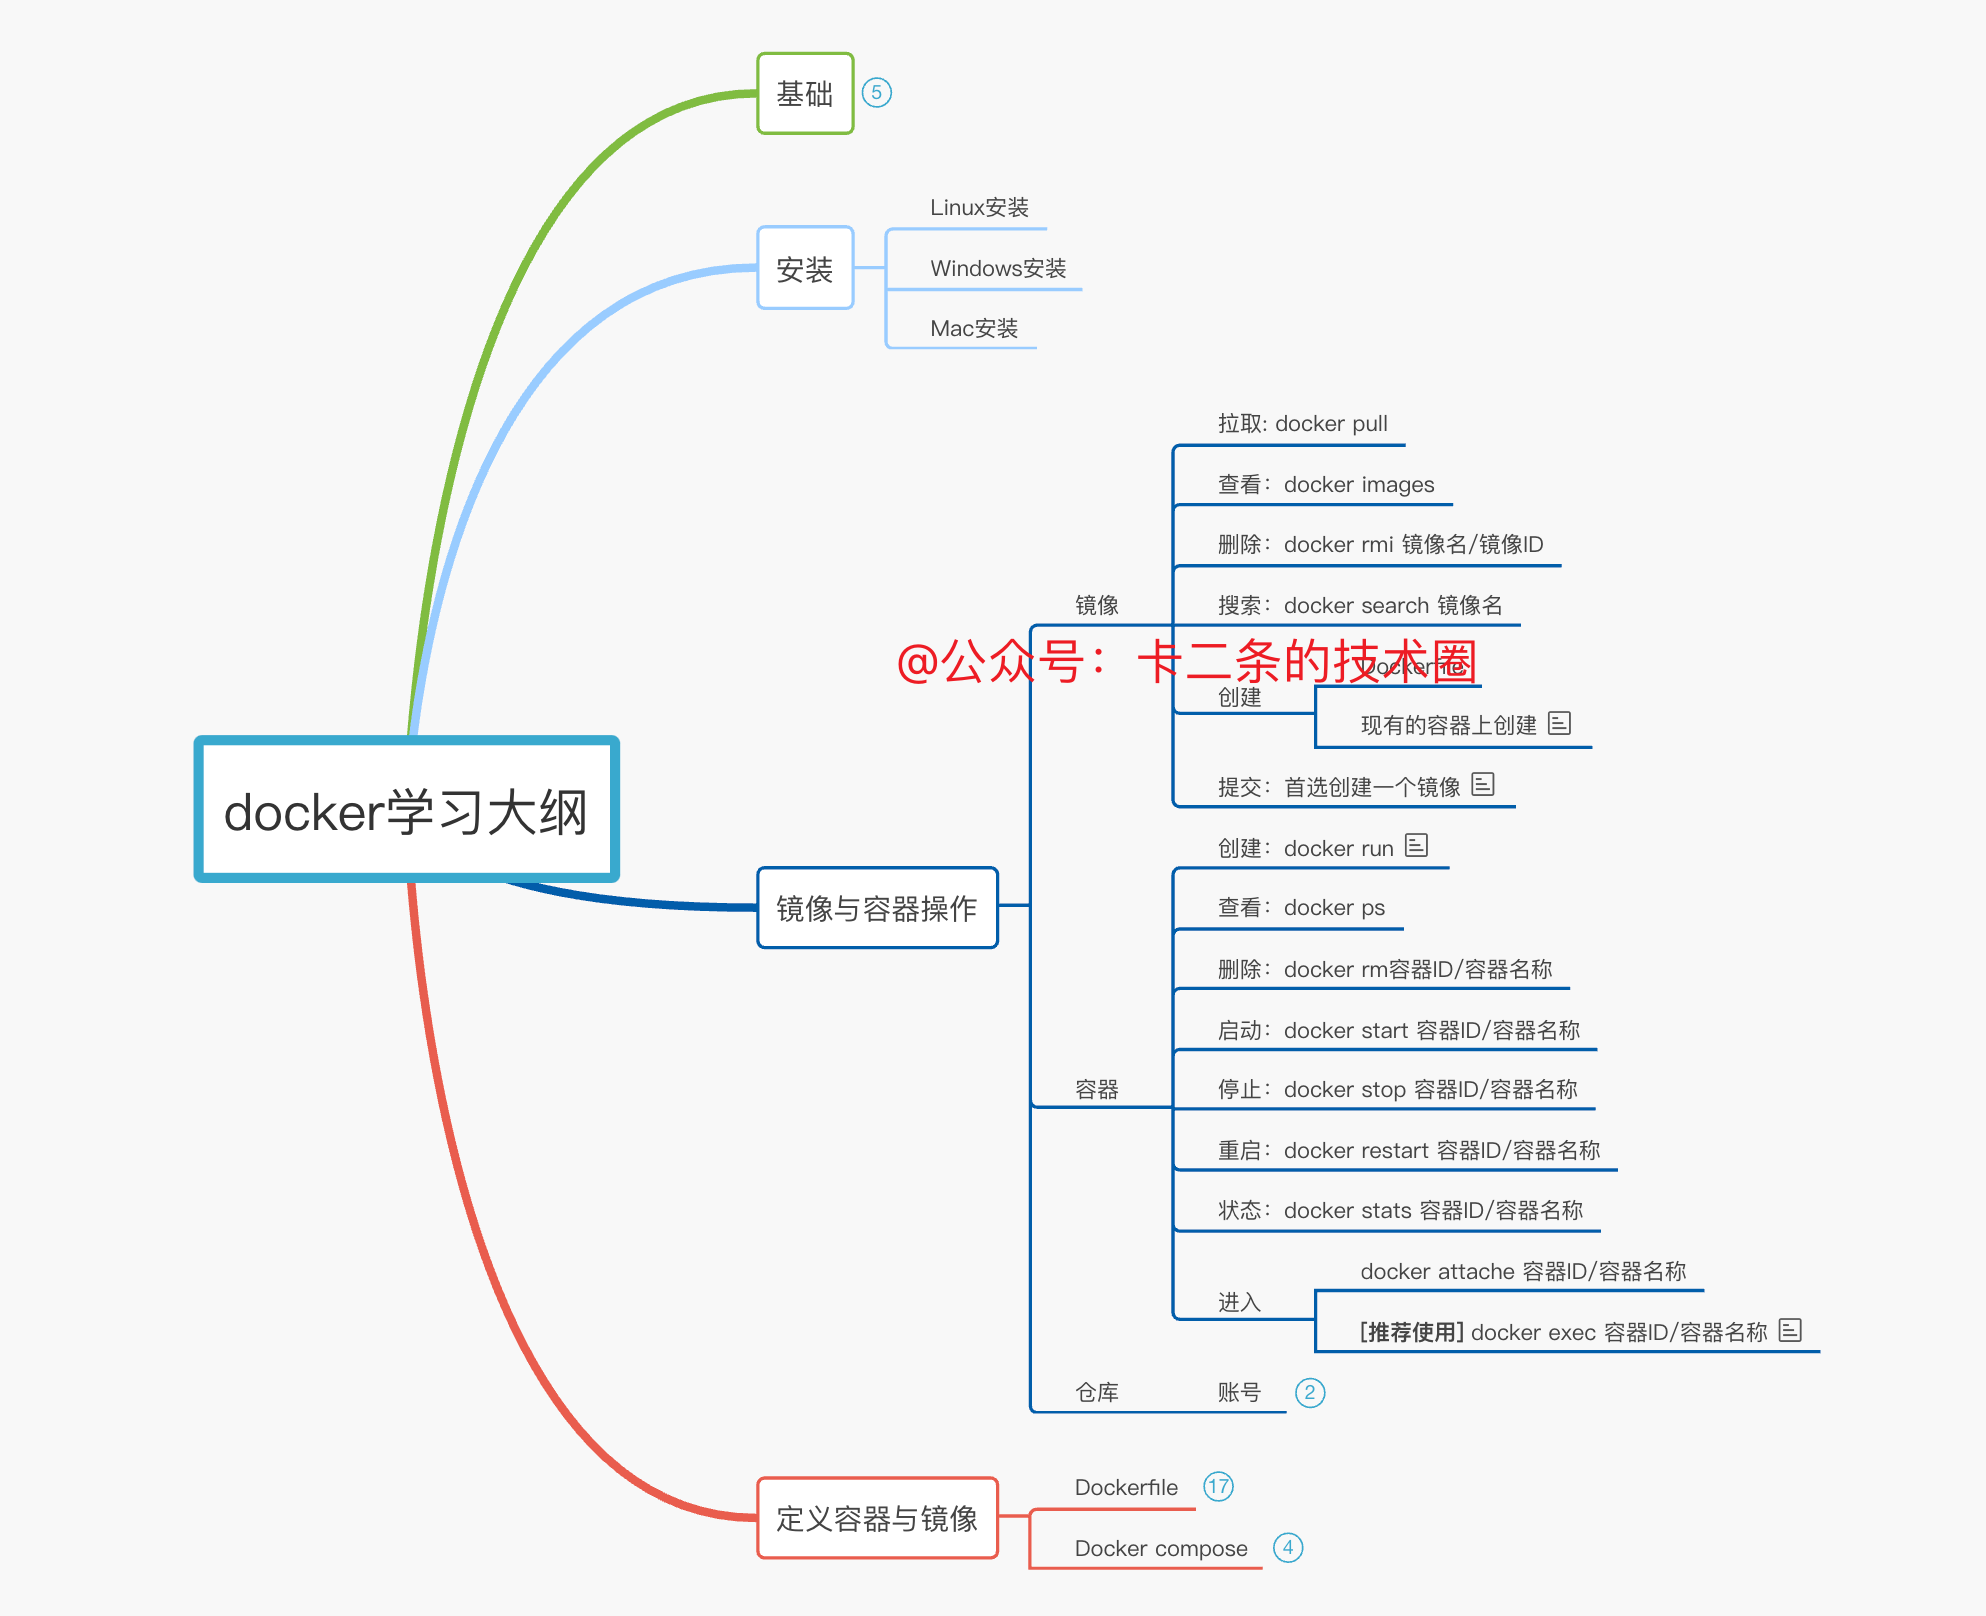 基础 5
安装
Linux安装
Windows安装
Mac安装
docker学习大纲
镜像与容器操作
镜像
拉取: docker pull
查看：docker images
删除：docker rmi 镜像名/镜像ID
搜索：docker search 镜像名
@公众号：卡二条的技术圈
创建
Dockerfile
现有的容器上创建
提交：首选创建一个镜像
容器
创建：docker run
查看：docker ps
删除：docker rm容器ID/容器名称
启动：docker start 容器ID/容器名称
停止：docker stop 容器ID/容器名称
重启：docker restart 容器ID/容器名称
状态：docker stats 容器ID/容器名称
进入
docker attache 容器ID/容器名称
[推荐使用] docker exec 容器ID/容器名称
仓库
账号 2
定义容器与镜像
Dockerfile 17
Docker compose 4